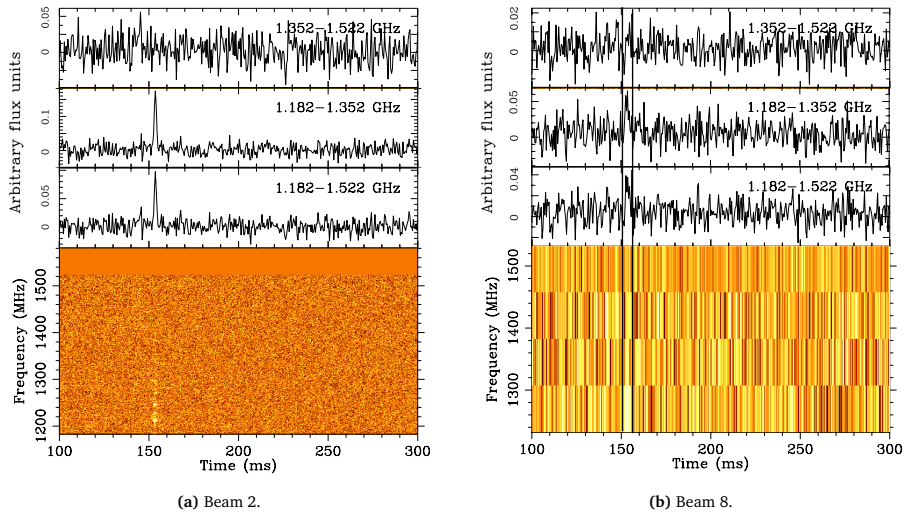 Arbitrary flux units
0.05
0
1.352−1.522 GHz
0.1
0
1.182−1.352 GHz
0.05
0
1.182−1.522 GHz
Frequency (MHz)
1500
1400
1300
1200
100 150 200 250 300
Time (ms)
(a) Beam 2.
Arbitrary flux units
0.02
0
1.352−1.522 GHz
0.05
0
1.182−1.352 GHz
0.04
0
1.182−1.522 GHz
Frequency (MHz)
1500
1400
1300
100 150 200 250 300
Time (ms)
(b) Beam 8.